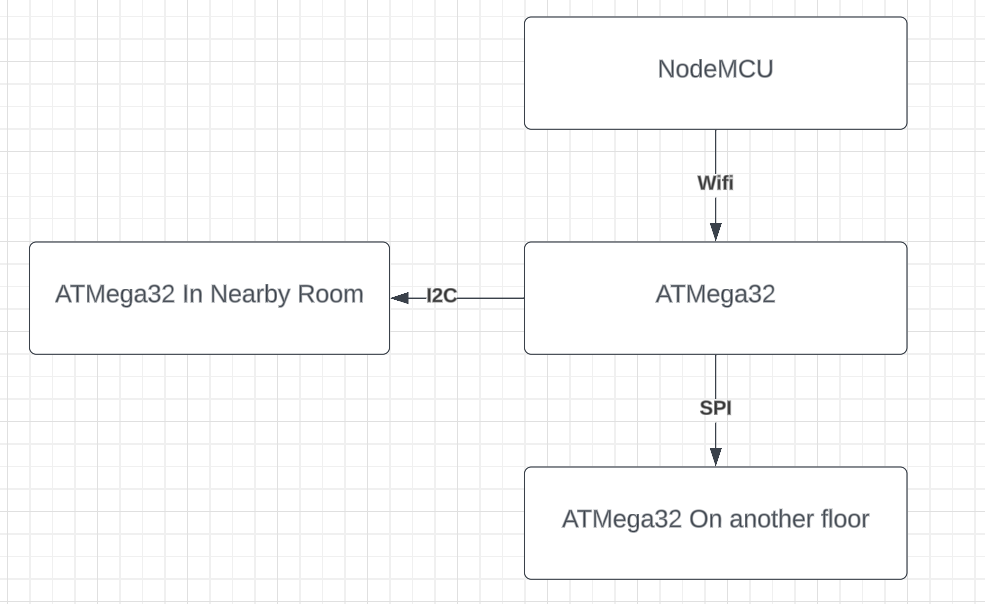 NodeMCU
Wifi
ATMega32 In Nearby Room
I2C
ATMega32
SPI
ATMega32 On another floor